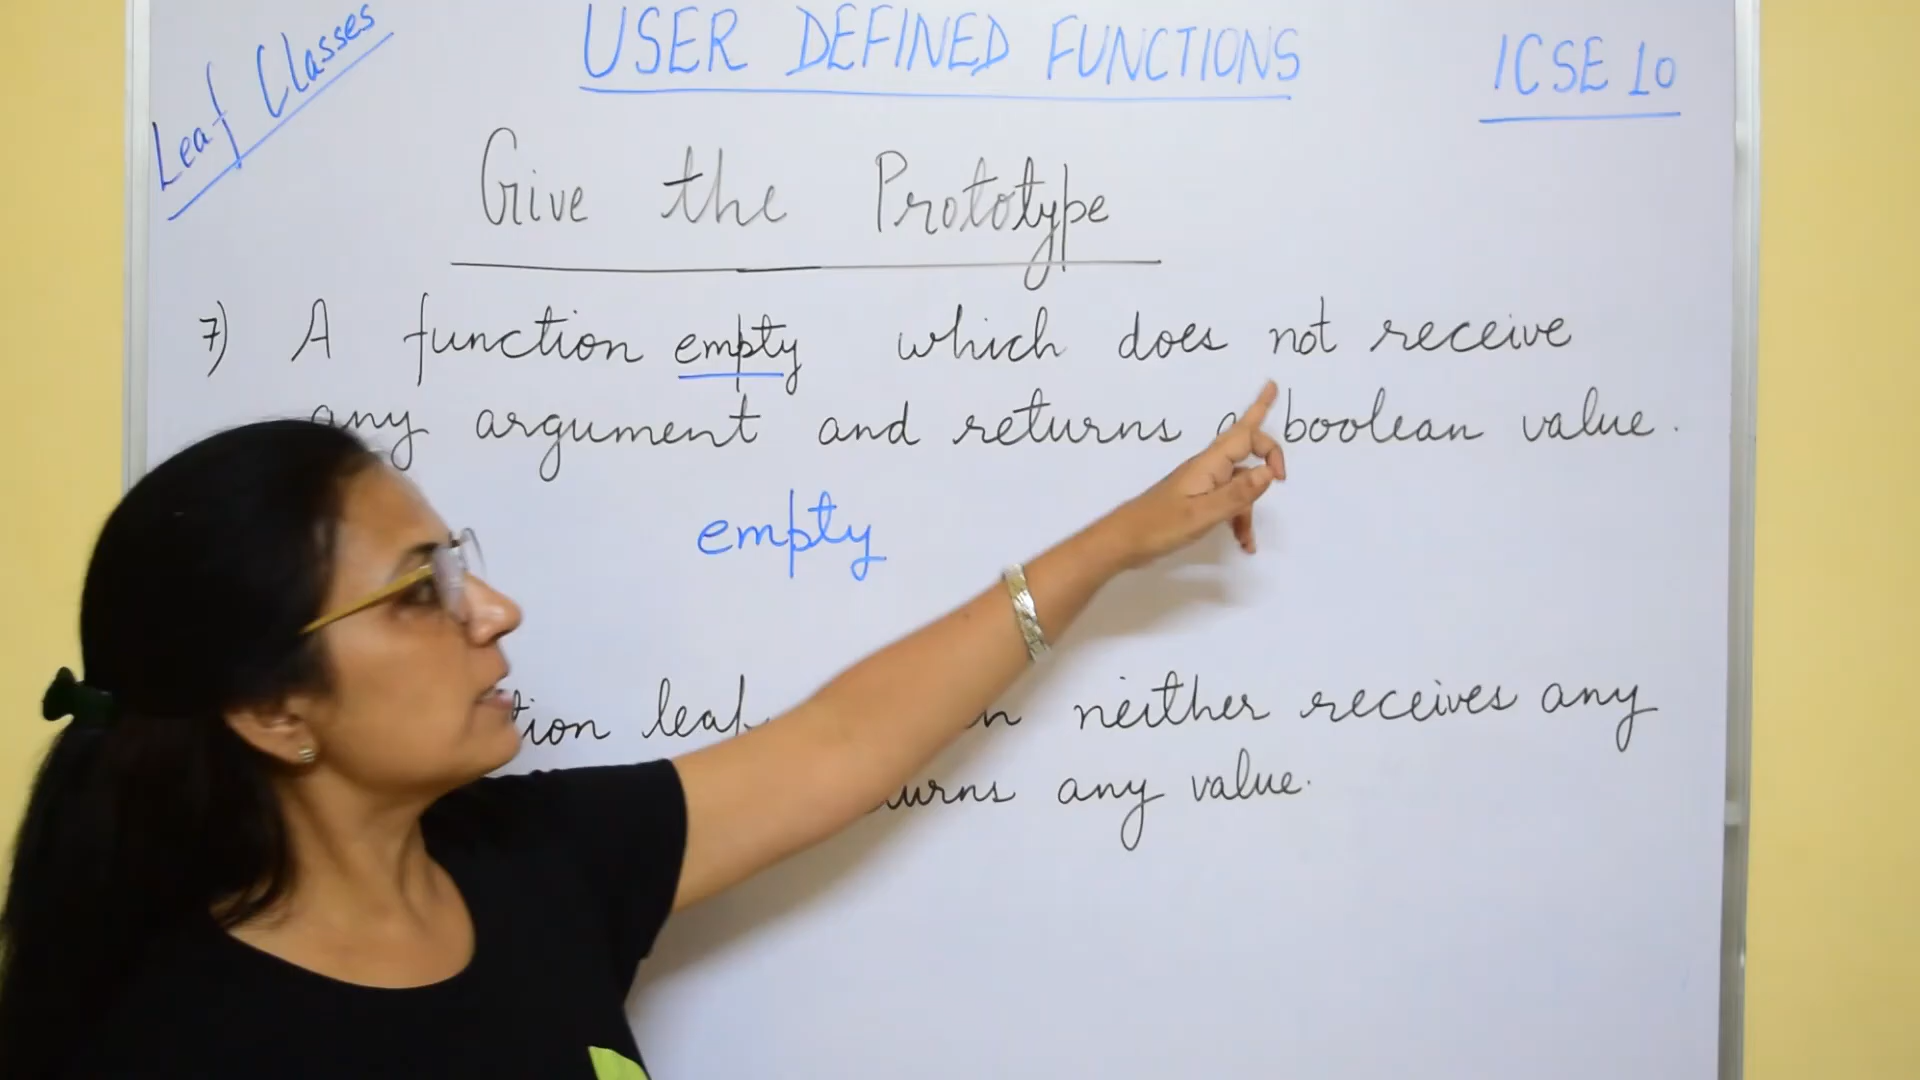 Leaf Classes
USER DEFINED FUNCTIONS
ICSE 10
Give the Prototype
7) A function empty which does not receive
any argument and returns a boolean value.
empty
tion leaf neither receives any
any value.